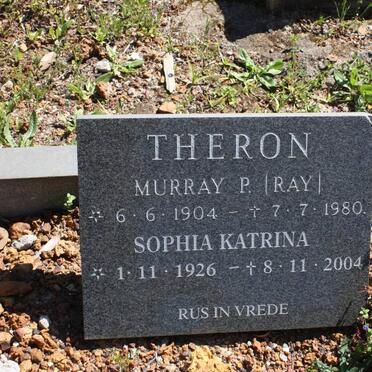 THERON
MURRAY P. (RAY)
* 6·6·1904 – † 7·7·1980.
SOPHIA KATRINA
* 1·11·1926 – † 8·11·2004
RUS IN VREDE